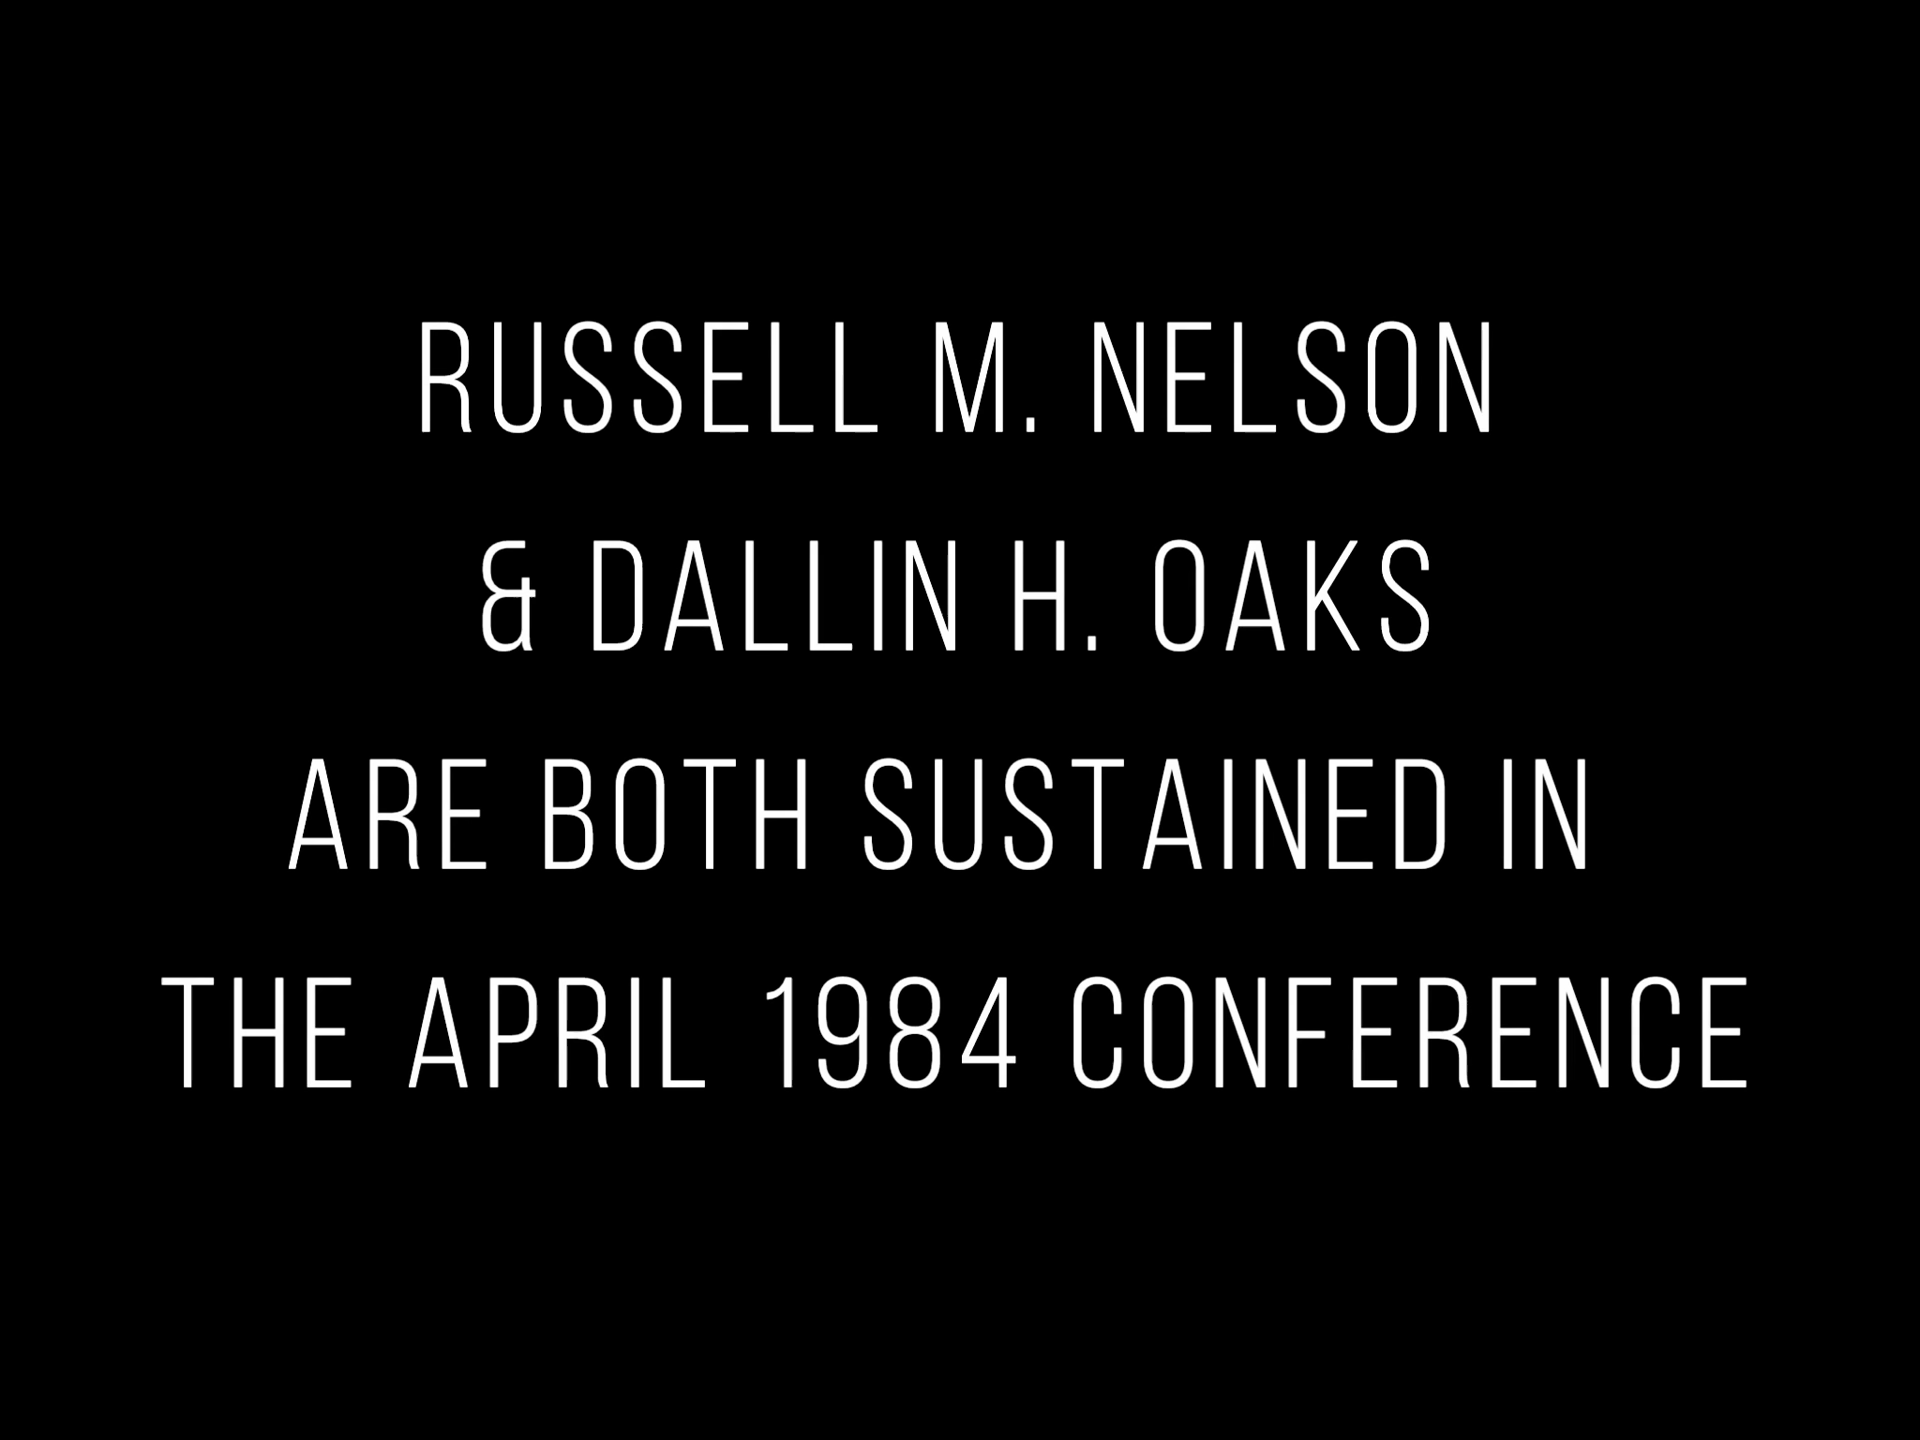 RUSSELL M. NELSON
& DALLIN H. OAKS
ARE BOTH SUSTAINED IN
THE APRIL 1984 CONFERENCE